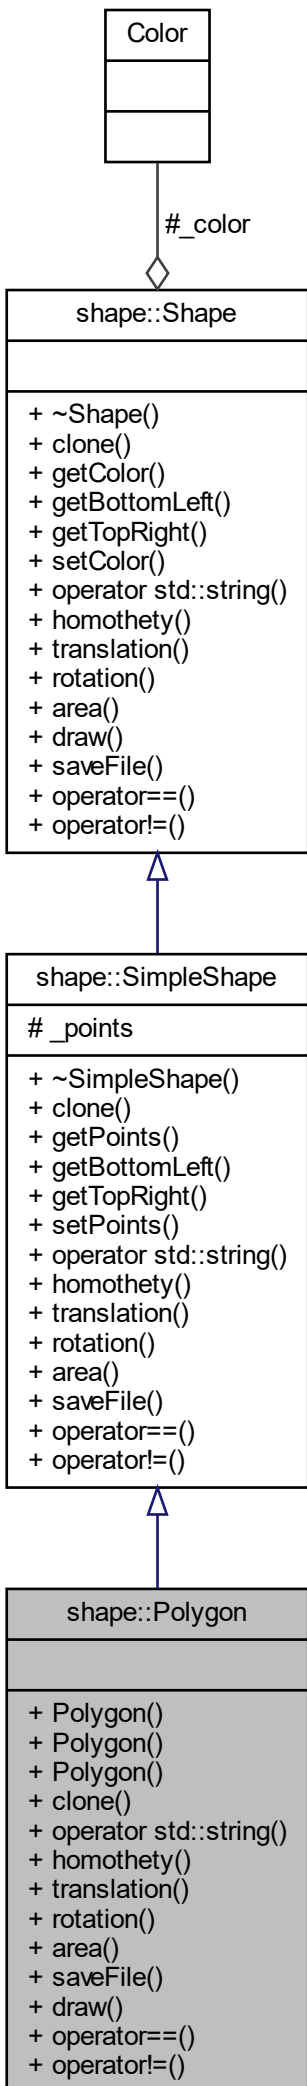 Color
#_color
shape::Shape
+ ~Shape()
+ clone()
+ getColor()
+ getBottomLeft()
+ getTopRight()
+ setColor()
+ operator std::string()
+ homothety()
+ translation()
+ rotation()
+ area()
+ draw()
+ saveFile()
+ operator==()
+ operator!=()
shape::SimpleShape
# _points
+ ~SimpleShape()
+ clone()
+ getPoints()
+ getBottomLeft()
+ getTopRight()
+ setPoints()
+ operator std::string()
+ homothety()
+ translation()
+ rotation()
+ area()
+ saveFile()
+ operator==()
+ operator!=()
shape::Polygon
+ Polygon()
+ Polygon()
+ Polygon()
+ clone()
+ operator std::string()
+ homothety()
+ translation()
+ rotation()
+ area()
+ saveFile()
+ draw()
+ operator==()
+ operator!=()